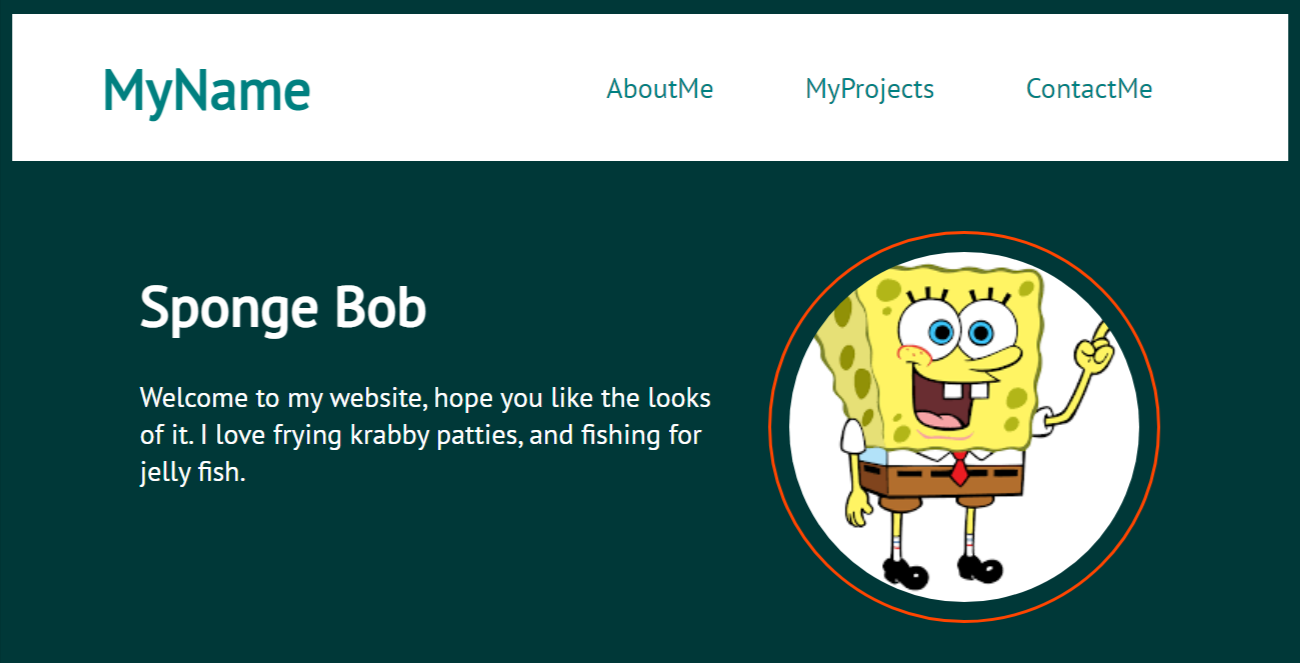 MyName
AboutMe MyProjects ContactMe
Sponge Bob
Welcome to my website, hope you like the looks
of it. I love frying krabby patties, and fishing for
jelly fish.